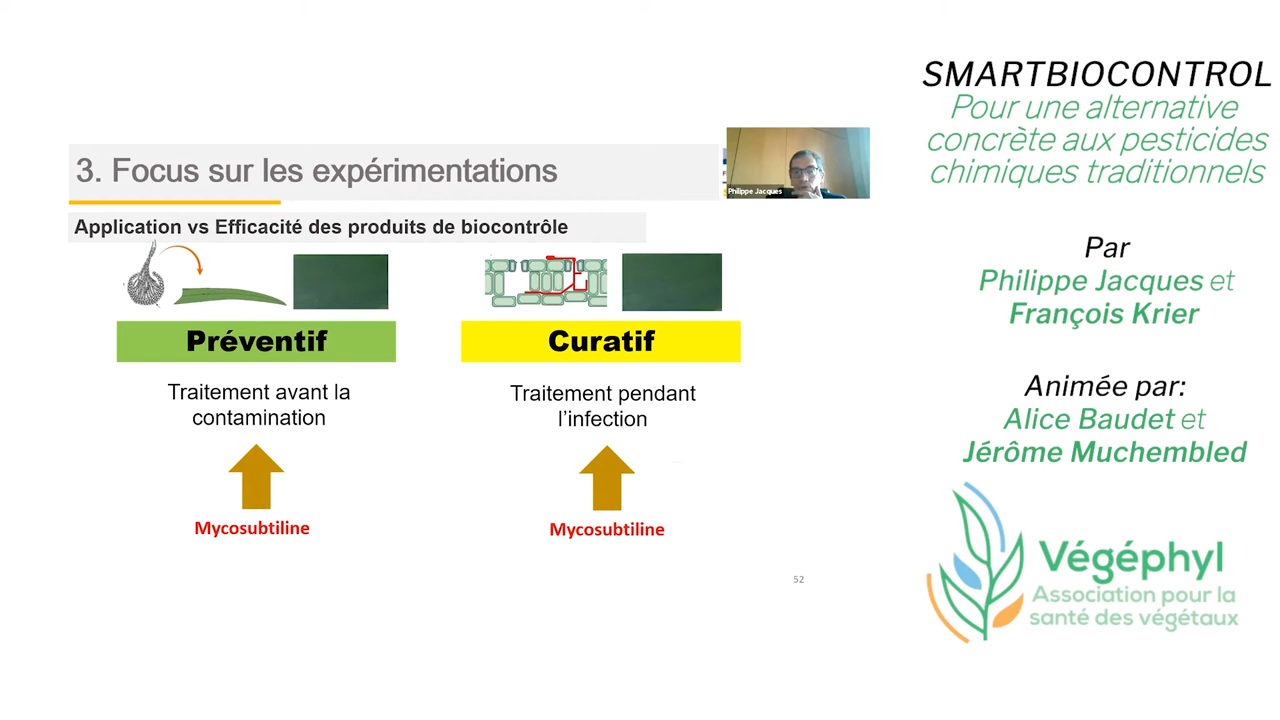 3. Focus sur les expérimentations
Philippe Jacques
Application vs Efficacité des produits de biocontrôle
Préventif
Traitement avant la
contamination
Mycosubtiline
Curatif
Traitement pendant
l’infection
Mycosubtiline
52
SMARTBIOCONTROL
Pour une alternative
concrète aux pesticides
chimiques traditionnels
Par
Philippe Jacques et
François Krier
Animée par:
Alice Baudet et
Jérôme Muchembled
Végéphyl
Association pour la
santé des végétaux